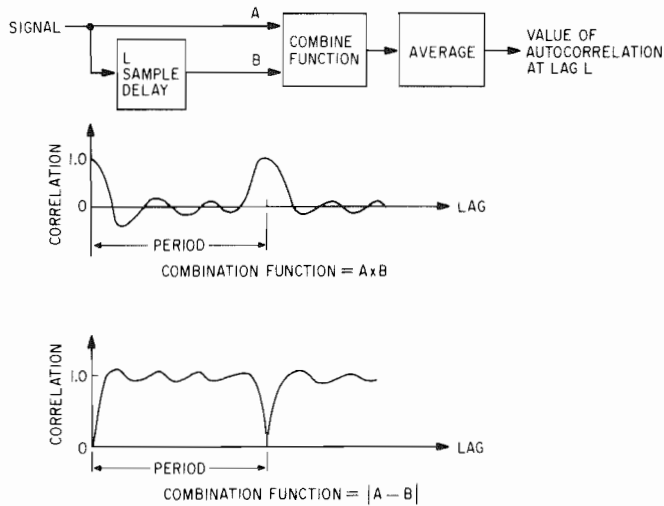 SIGNAL
A
B
L
SAMPLE
DELAY
COMBINE
FUNCTION
AVERAGE
VALUE OF
AUTOCORRELATION
AT LAG L
CORRELATION
1.0
0
LAG
PERIOD
COMBINATION FUNCTION = AxB
CORRELATION
1.0
0
LAG
PERIOD
COMBINATION FUNCTION = |A - B|